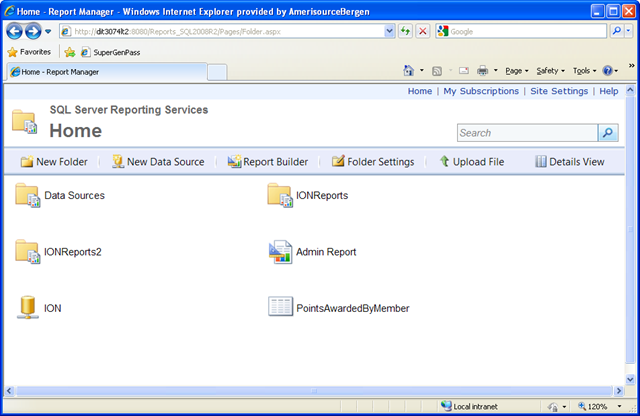 Home - Report Manager - Windows Internet Explorer provided by AmerisourceBergen
http://dit3074lt2:8080/Reports_SQL2008R2/Pages/Folder.aspx
Google
Favorites
SuperGenPass
Home - Report Manager
Page
Safety
Tools
Home | My Subscriptions | Site Settings | Help
SQL Server Reporting Services
Home
Search
New Folder
New Data Source
Report Builder
Folder Settings
Upload File
Details View
Data Sources
IONReports
IONReports2
Admin Report
ION
PointsAwardedByMember
Local intranet
120%